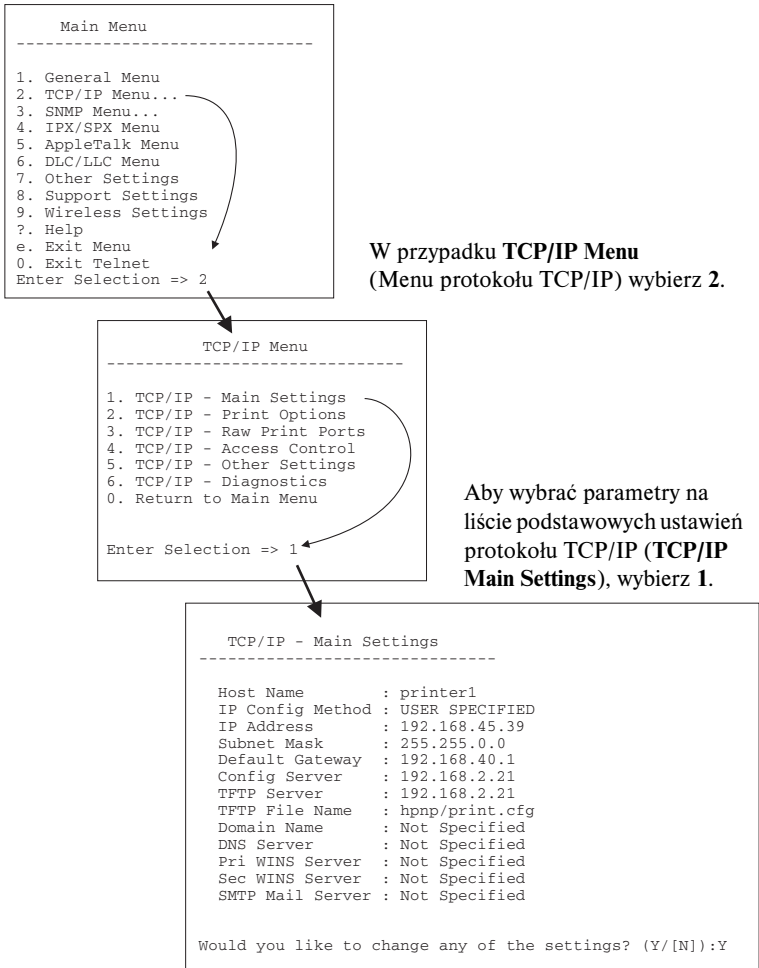 Main Menu
-------------------------------
1. General Menu
2. TCP/IP Menu...
3. SNMP Menu...
4. IPX/SPX Menu
5. AppleTalk Menu
6. DLC/LLC Menu
7. Other Settings
8. Support Settings
9. Wireless Settings
?. Help
e. Exit Menu
0. Exit Telnet
Enter Selection => 2
W przypadku TCP/IP Menu
(Menu protokołu TCP/IP) wybierz 2.
TCP/IP Menu
-------------------------------
1. TCP/IP - Main Settings
2. TCP/IP - Print Options
3. TCP/IP - Raw Print Ports
4. TCP/IP - Access Control
5. TCP/IP - Other Settings
6. TCP/IP - Diagnostics
0. Return to Main Menu
Enter Selection => 1
Aby wybrać parametry na
liście podstawowych ustawień
protokołu TCP/IP (TCP/IP
Main Settings), wybierz 1.
TCP/IP - Main Settings
-------------------------------
Host Name : printer1
IP Config Method : USER SPECIFIED
IP Address : 192.168.45.39
Subnet Mask : 255.255.0.0
Default Gateway : 192.168.40.1
Config Server : 192.168.2.21
TFTP Server : 192.168.2.21
TFTP File Name : hpnp/print.cfg
Domain Name : Not Specified
DNS Server : Not Specified
Pri WINS Server : Not Specified
Sec WINS Server : Not Specified
SMTP Mail Server : Not Specified
Would you like to change any of the settings? (Y/[N]):Y